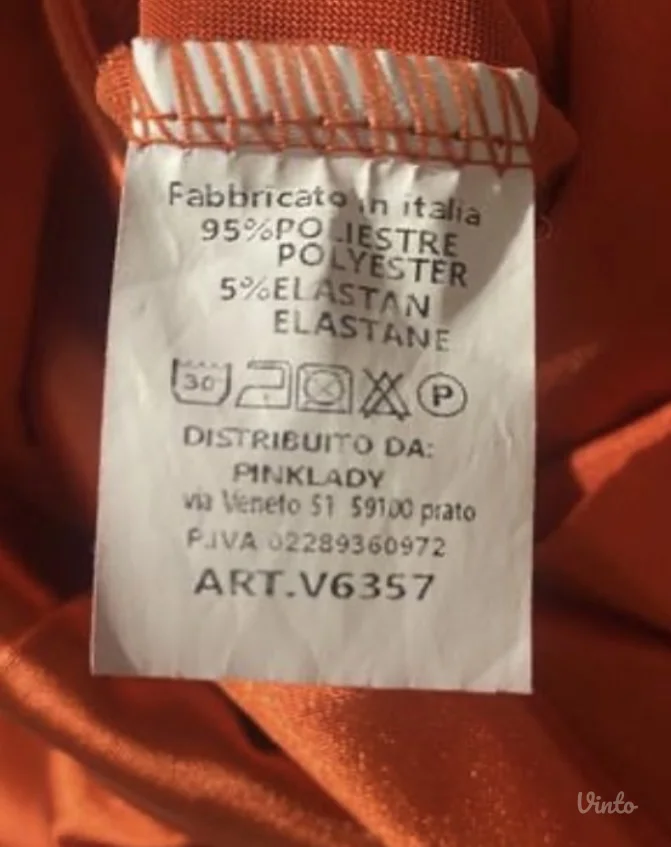 Fabbricato in italia
95%POLIESTRE
POLYESTER
5%ELASTAN
ELASTANE
30 P
DISTRIBUITO DA:
PINKLADY
via Veneto 51 59100 prato
P.IVA 02289360972
ART.V6357
Vinto